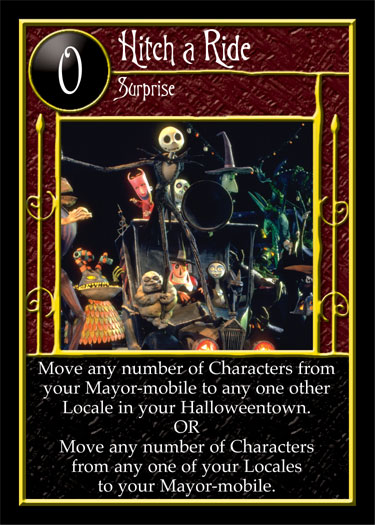 0
Hitch a Ride
Surprise
Move any number of Characters from
your Mayor-mobile to any one other
Locale in your Halloweentown.
OR
Move any number of Characters
from any one of your Locales
to your Mayor-mobile.